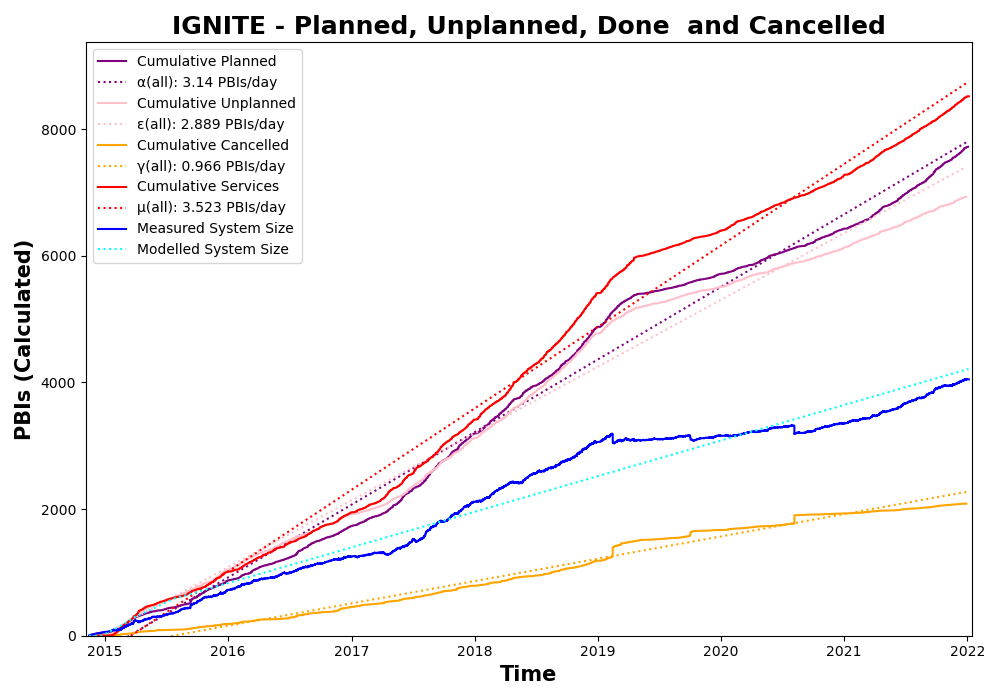 IGNITE - Planned, Unplanned, Done  and Cancelled
Cumulative Planned
α(all): 3.14 PBIs/day
Cumulative Unplanned
ε(all): 2.889 PBIs/day
Cumulative Cancelled
γ(all): 0.966 PBIs/day
Cumulative Services
μ(all): 3.523 PBIs/day
Measured System Size
Modelled System Size
PBIs (Calculated)
8000
6000
4000
2000
0
2015 2016 2017 2018 2019 2020 2021 2022
Time